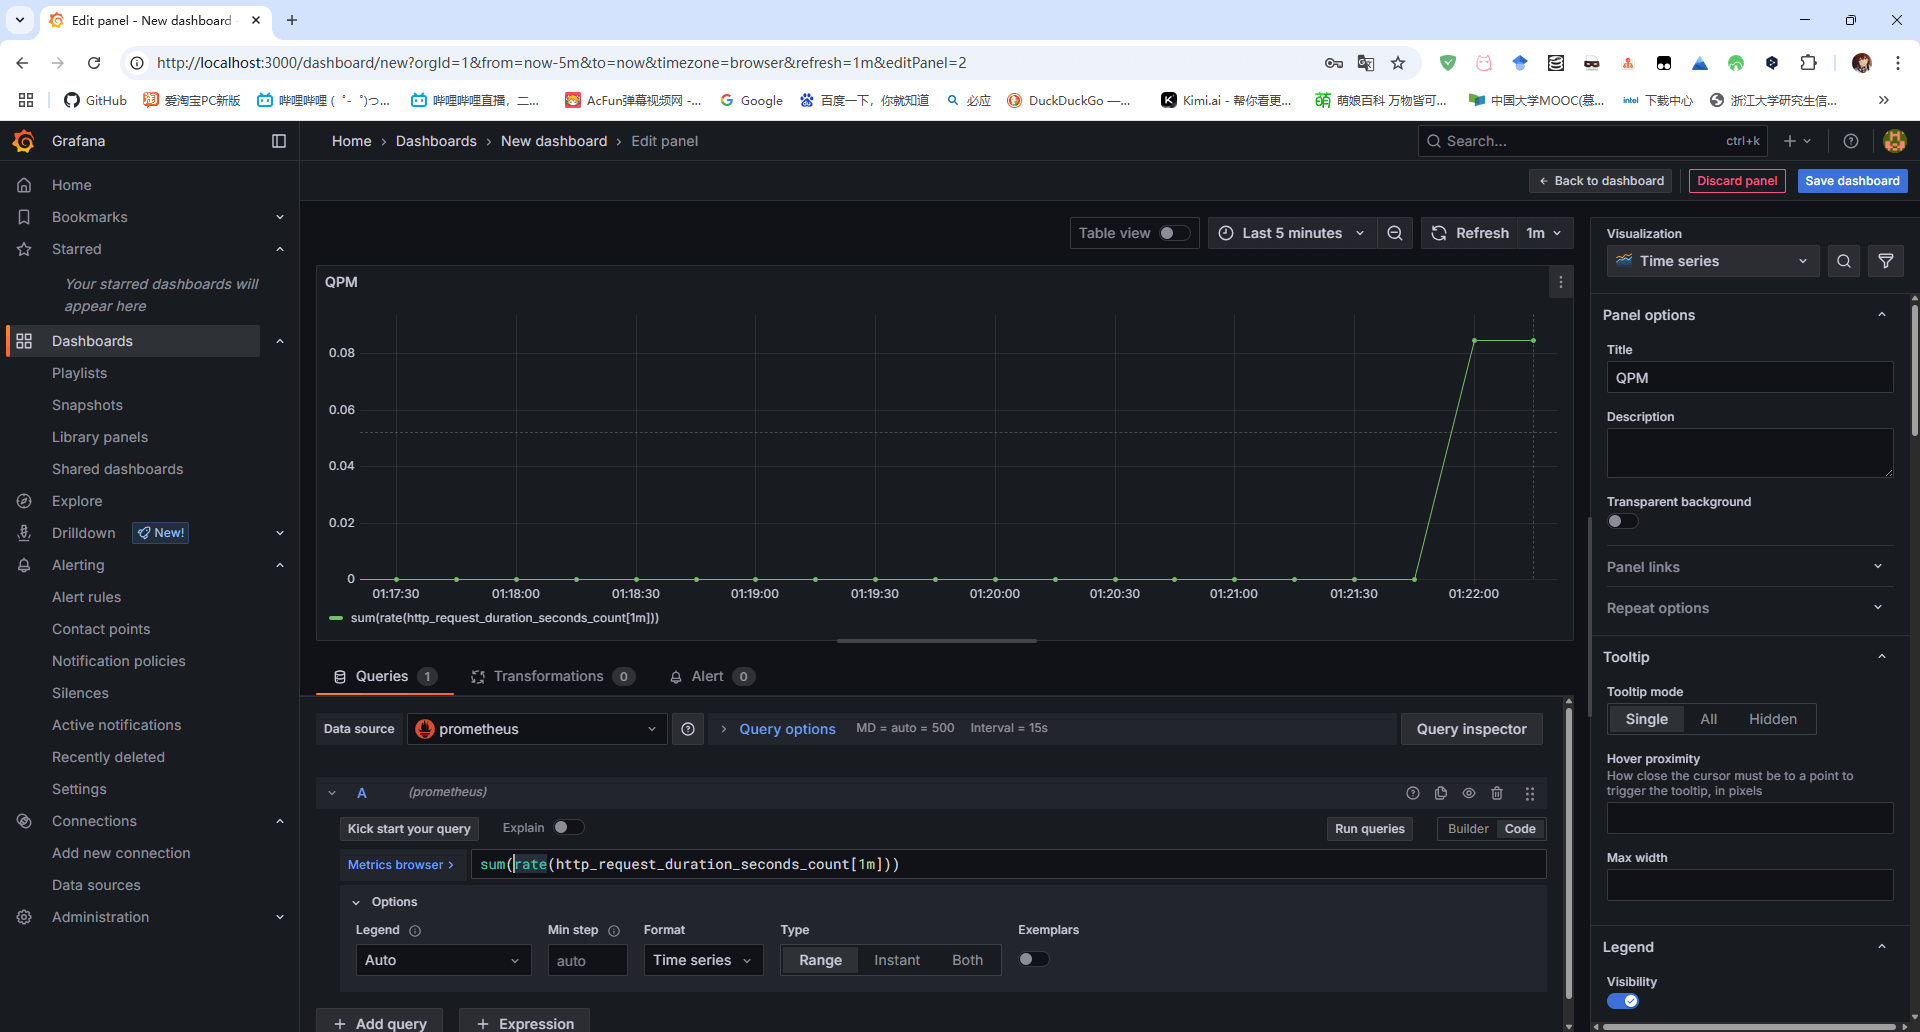 Edit panel - New dashboard
http://localhost:3000/dashboard/new?orgId=1&from=now-5m&to=now&timezone=browser&refresh=1m&editPanel=2
GitHub
爱淘宝PC新版
哔哩哔哩 (゜-゜)つ...
哔哩哔哩直播，二...
AcFun弹幕视频网 -...
Google
百度一下，你就知道
必应
DuckDuckGo —...
Kimi.ai - 帮你看更...
萌娘百科 万物皆可...
中国大学MOOC(慕...
intel 下载中心
浙江大学研究生信...
Grafana
Home › Dashboards › New dashboard › Edit panel
Search...
ctrl+k
Back to dashboard
Discard panel
Save dashboard
Home
Bookmarks
Starred
Your starred dashboards will
appear here
Dashboards
Playlists
Snapshots
Library panels
Shared dashboards
Explore
Drilldown
New!
Alerting
Alert rules
Contact points
Notification policies
Silences
Active notifications
Recently deleted
Settings
Connections
Add new connection
Data sources
Administration
Table view
Last 5 minutes
Refresh
1m
QPM
0.08
0.06
0.04
0.02
0
01:17:30 01:18:00 01:18:30 01:19:00 01:19:30 01:20:00 01:20:30 01:21:00 01:21:30 01:22:00
sum(rate(http_request_duration_seconds_count[1m]))
Queries 1
Transformations 0
Alert 0
Data source
prometheus
Query options
MD = auto = 500
Interval = 15s
Query inspector
A
(prometheus)
Kick start your query
Explain
Run queries
Builder
Code
Metrics browser >
sum(rate(http_request_duration_seconds_count[1m]))
Options
Legend
Min step
Format
Type
Exemplars
Auto
auto
Time series
Range
Instant
Both
+ Add query
+ Expression
Visualization
Time series
Panel options
Title
QPM
Description
Transparent background
Panel links
Repeat options
Tooltip
Tooltip mode
Single
All
Hidden
Hover proximity
How close the cursor must be to a point to
trigger the tooltip, in pixels
Max width
Legend
Visibility